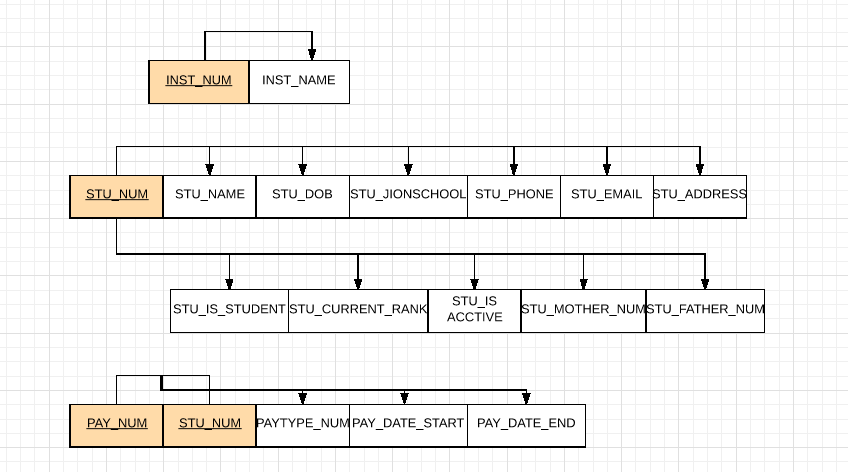 INST_NUM INST_NAME
STU_NUM STU_NAME STU_DOB STU_JIONSCHOOL STU_PHONE STU_EMAIL STU_ADDRESS
STU_IS_STUDENT STU_CURRENT_RANK STU_IS ACCTIVE STU_MOTHER_NUM STU_FATHER_NUM
PAY_NUM STU_NUM PAYTYPE_NUM PAY_DATE_START PAY_DATE_END